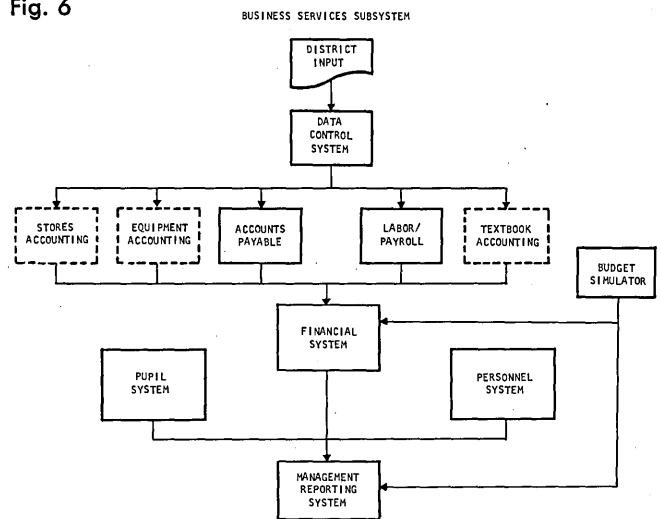 Fig. 6
BUSINESS SERVICES SUBSYSTEM
DISTRICT
INPUT
DATA
CONTROL
SYSTEM
STORES
ACCOUNTING
EQUIPMENT
ACCOUNTING
ACCOUNTS
PAYABLE
LABOR/
PAYROLL
TEXTBOOK
ACCOUNTING
BUDGET
SIMULATOR
FINANCIAL
SYSTEM
PUPIL
SYSTEM
PERSONNEL
SYSTEM
MANAGEMENT
REPORTING
SYSTEM